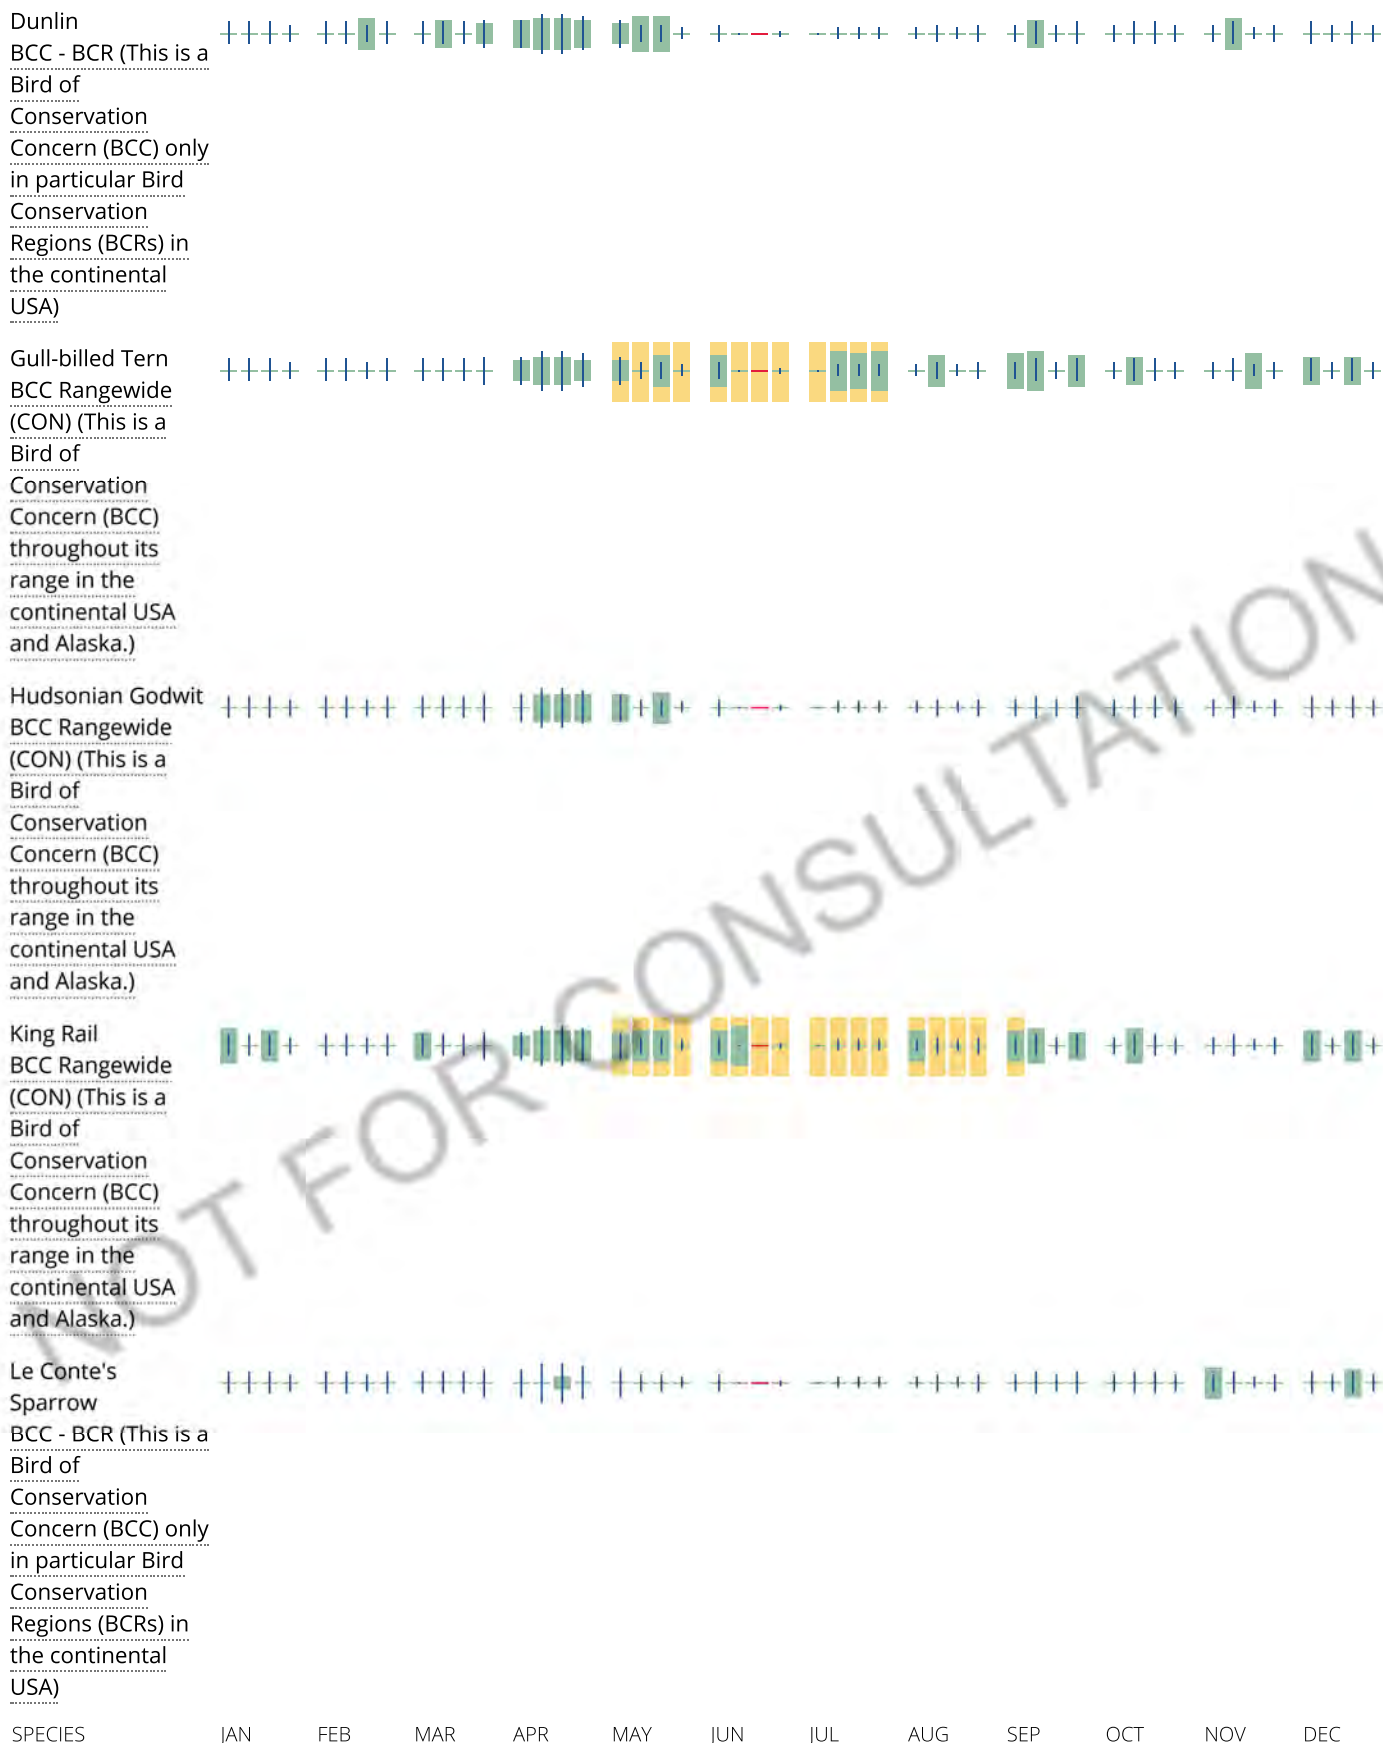 Dunlin
BCC - BCR (This is a
Bird of
Conservation
Concern (BCC) only
in particular Bird
Conservation
Regions (BCRs) in
the continental
USA)
Gull-billed Tern
BCC Rangewide
(CON) (This is a
Bird of
Conservation
Concern (BCC)
throughout its
range in the
continental USA
and Alaska.)
Hudsonian Godwit
BCC Rangewide
(CON) (This is a
Bird of
Conservation
Concern (BCC)
throughout its
range in the
continental USA
and Alaska.)
King Rail
BCC Rangewide
(CON) (This is a
Bird of
Conservation
Concern (BCC)
throughout its
range in the
continental USA
and Alaska.)
Le Conte's
Sparrow
BCC - BCR (This is a
Bird of
Conservation
Concern (BCC) only
in particular Bird
Conservation
Regions (BCRs) in
the continental
USA)
SPECIES JAN FEB MAR APR MAY JUN JUL AUG SEP OCT NOV DEC
NOT FOR CONSULTATION